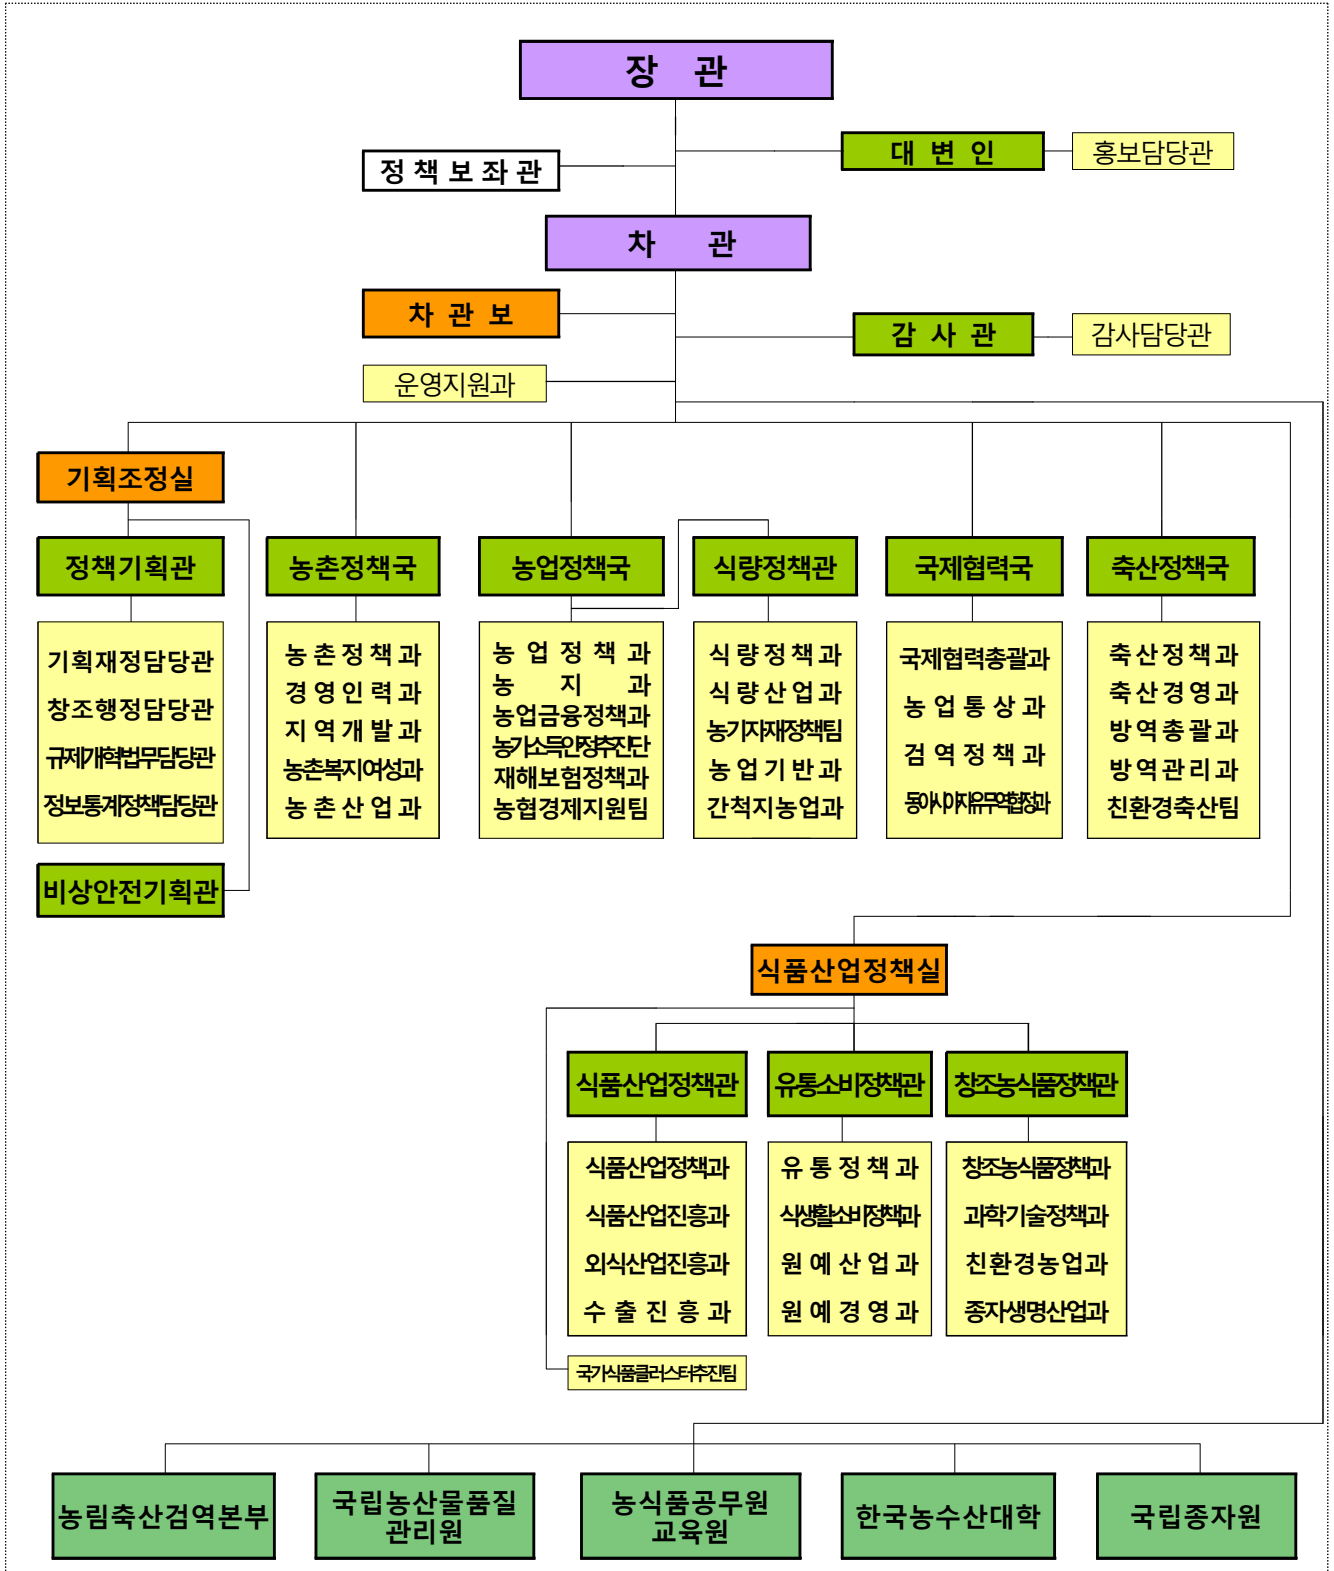 장 관
대 변 인
홍보담당관
정 책 보 좌 관
차 관
차 관 보
감 사 관
감사담당관
운영지원과
기획조정실
정책기획관
농촌정책국
농업정책국
식량정책관
국제협력국
축산정책국
기획재정담당관
창조행정담당관
규제개혁법무담당관
정보통계정책담당관
농 촌 정 책 과
경 영 인 력 과
지 역 개 발 과
농촌복지여성과
농 촌 산 업 과
농 업 정 책 과
농 지 과
농업금융정책과
농가소득안정추진단
재해보험정책과
농협경제지원팀
식 량 정 책 과
식 량 산 업 과
농기자재정책팀
농 업 기 반 과
간척지농업과
국제협력총괄과
농 업 통 상 과
검 역 정 책 과
동아시아자유무역협정과
축 산 정 책 과
축 산 경 영 과
방 역 총 괄 과
방 역 관 리 과
친환경축산팀
비상안전기획관
식품산업정책실
식품산업정책관
유통소비정책관
창조농식품정책관
식품산업정책과
식품산업진흥과
외식산업진흥과
수 출 진 흥 과
유 통 정 책 과
식생활소비정책과
원 예 산 업 과
원 예 경 영 과
창조농식품정책과
과학기술정책과
친환경농업과
종자생명산업과
국가식품클러스터추진팀
농림축산검역본부
국립농산물품질
관리원
농식품공무원
교육원
한국농수산대학
국립종자원